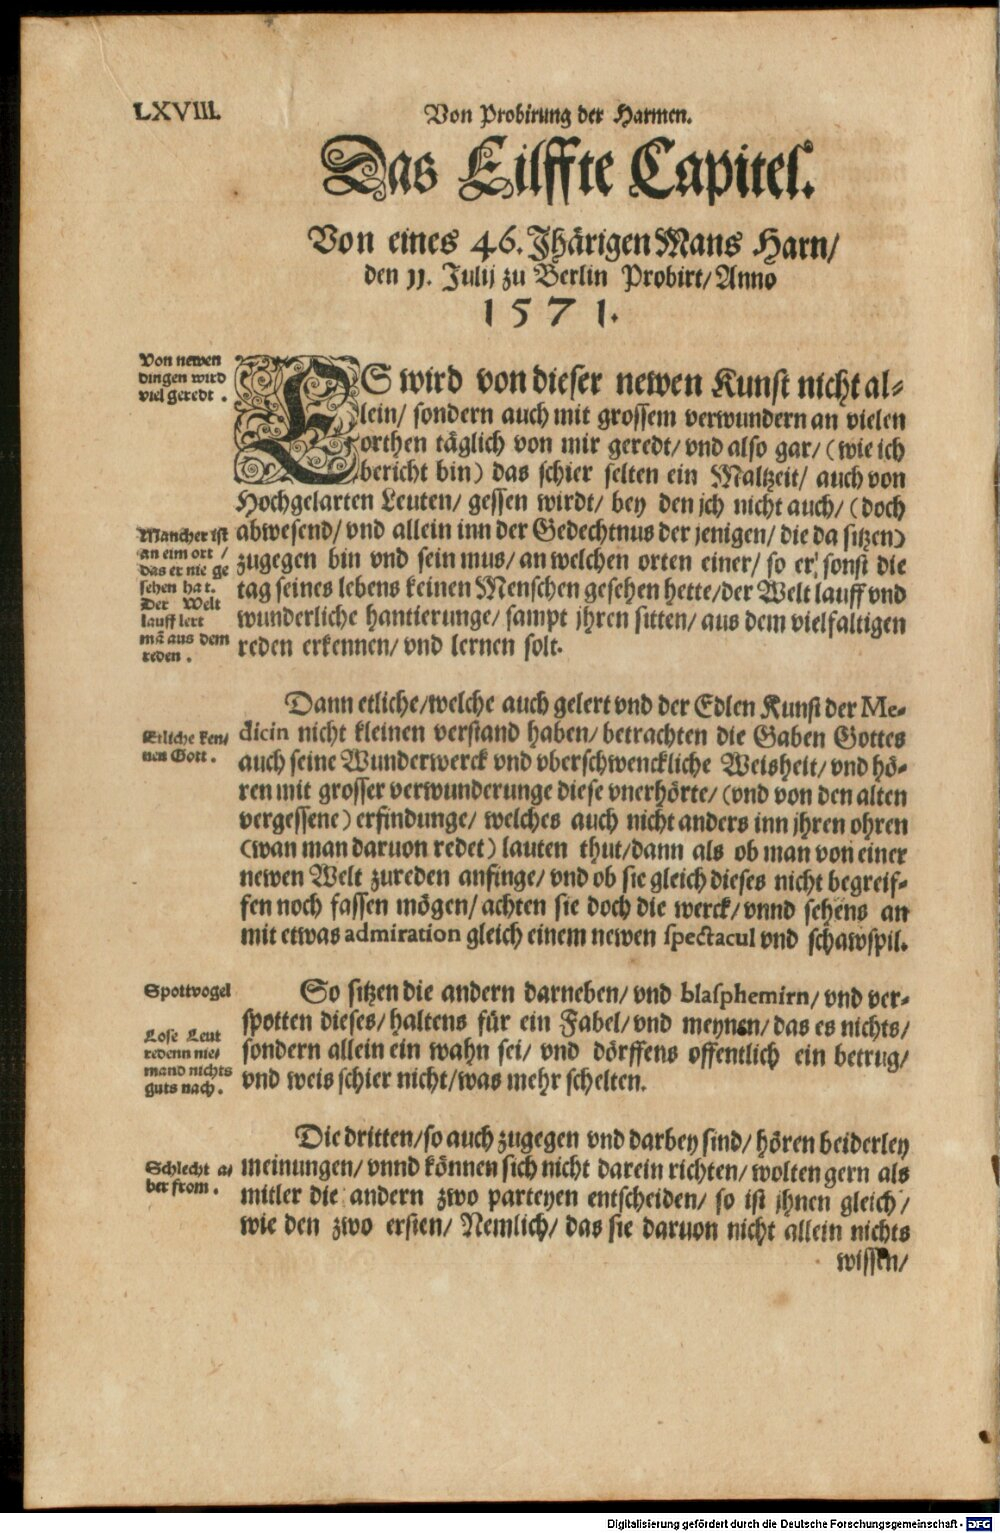 LXVIII.
Von Probirung der Harmen.
Das Eilffte Capitel.
Von eines 46. Jhärigen Mans Harn/
den 11. Julij zu Berlin Probirt/ Anno
1571.
Von newen
dingen wird
viel geredt.
ES wird von dieser newen Kunst nicht al-
lein/ sondern auch mit grossem verwundern an vielen
orthen täglich von mir geredt/ vnd also gar/ (wie ich
bericht bin) das schier selten ein Maltzeit/ auch von
Hochgelarten Leuten/ gessen wirdt/ bey den jch nicht auch/ (doch
abwesend/ vnd allein inn der Gedechtnus der jenigen/ die da sitzen)
zugegen bin vnd sein mus/ an welchen orten einer/ so er sonst die
tag seines lebens keinen Menschen gesehen hette/ der Welt lauff vnd
wunderliche hantierunge/ sampt jhren sitten/ aus dem vielfaltigen
reden erkennen/ vnd lernen solt.
Mancher ist
an eim ort/
das er nie ge
sehen hat.
Der Welt
lauff lert
mã aus dem
reden.
Dann etliche/ welche auch gelert vnd der Edlen Kunst der Me-
dicin nicht kleinen verstand haben/ betrachten die Gaben Gottes
auch seine Wunderwerck vnd vberschwenckliche Weisheit/ vnd hö-
ren mit grosser verwunderunge diese vnerhörte/ (vnd von den alten
vergessene) erfindunge/ welches auch nicht anders inn jhren ohren
(wan man daruon redet) lauten thut/ dann als ob man von einer
newen Welt zureden anfinge/ vnd ob sie gleich dieses nicht begreif-
fen noch fassen mögen/ achten sie doch die werck/ vnnd sehens an
mit etwas admiration gleich einem newen spectacul vnd schawspil.
Etliche ken/
nen Gott.
So sitzen die andern darneben/ vnd blasphemirn/ vnd ver-
spotten dieses/ haltens für ein Fabel/ vnd meynen/ das es nichts/
sondern allein ein wahn sei/ vnd dörffens offentlich ein betrug/
vnd weis schier nicht/ was mehr schelten.
Spottvogel
Lose Leut
redenn nie/
mand nichts
guts nach.
Die dritten/ so auch zugegen vnd darbey sind/ hören beiderley
meinungen/ vnnd können sich nicht darein richten/ wolten gern als
mitler die andern zwo parteyen entscheiden/ so ist jhnen gleich/
wie den zwo ersten/ Nemlich/ das sie daruon nicht allein nichts
wissen/
Schlecht a/
ber from.
Digitalisierung gefördert durch die Deutsche Forschungsgemeinschaft - DFG